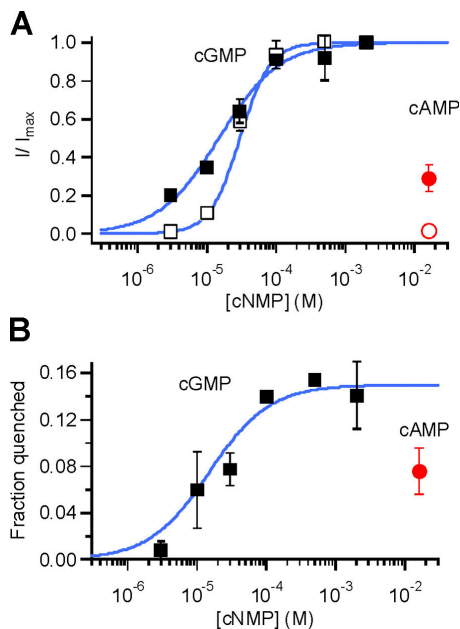 A
I/ Imax
1.0
0.8
0.6
0.4
0.2
0.0
cGMP
cAMP
10-6 10-5 10-4 10-3 10-2
[cNMP] (M)
B
Fraction quenched
0.16
0.12
0.08
0.04
0.00
cGMP
cAMP
10-6 10-5 10-4 10-3 10-2
[cNMP] (M)